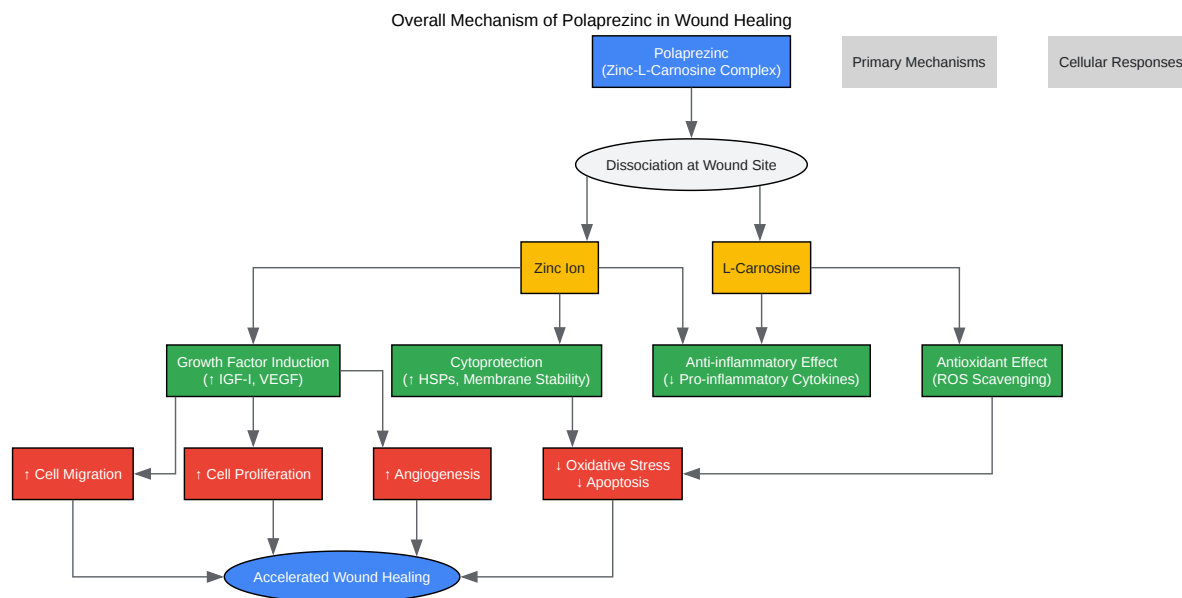 Overall Mechanism of Polaprezinc in Wound Healing
Polaprezinc
(Zinc-L-Carnosine Complex)
Primary Mechanisms
Cellular Responses
Dissociation at Wound Site
Zinc Ion
L-Carnosine
Growth Factor Induction
(↑ IGF-I, VEGF)
Cytoprotection
(↑ HSPs, Membrane Stability)
Anti-inflammatory Effect
(↓ Pro-inflammatory Cytokines)
Antioxidant Effect
(ROS Scavenging)
↑ Cell Migration
↑ Cell Proliferation
↑ Angiogenesis
↓ Oxidative Stress
↓ Apoptosis
Accelerated Wound Healing